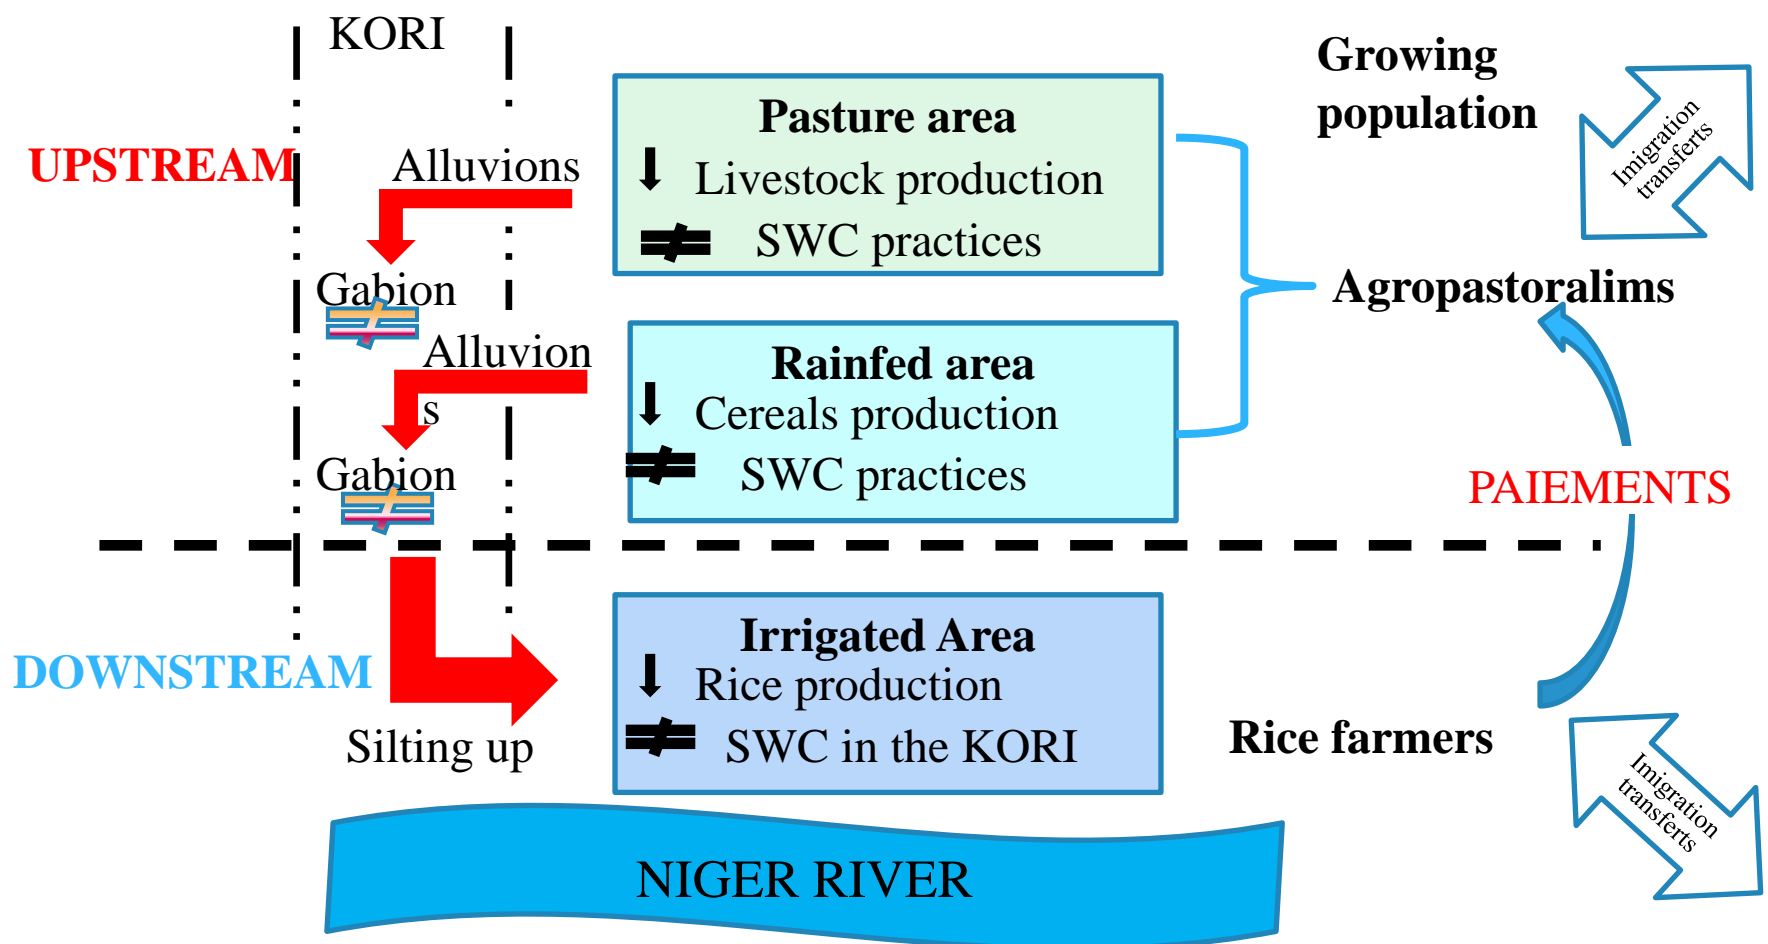 KORI
Growing
population
Imigration
transferts
UPSTREAM
Alluvions
Pasture area
Livestock production
SWC practices
Gabion
Agropastoralims
Alluvion
s
Rainfed area
Cereals production
SWC practices
Gabion
PAIEMENTS
DOWNSTREAM
Silting up
Irrigated Area
Rice production
SWC in the KORI
Rice farmers
Imigration
transferts
NIGER RIVER